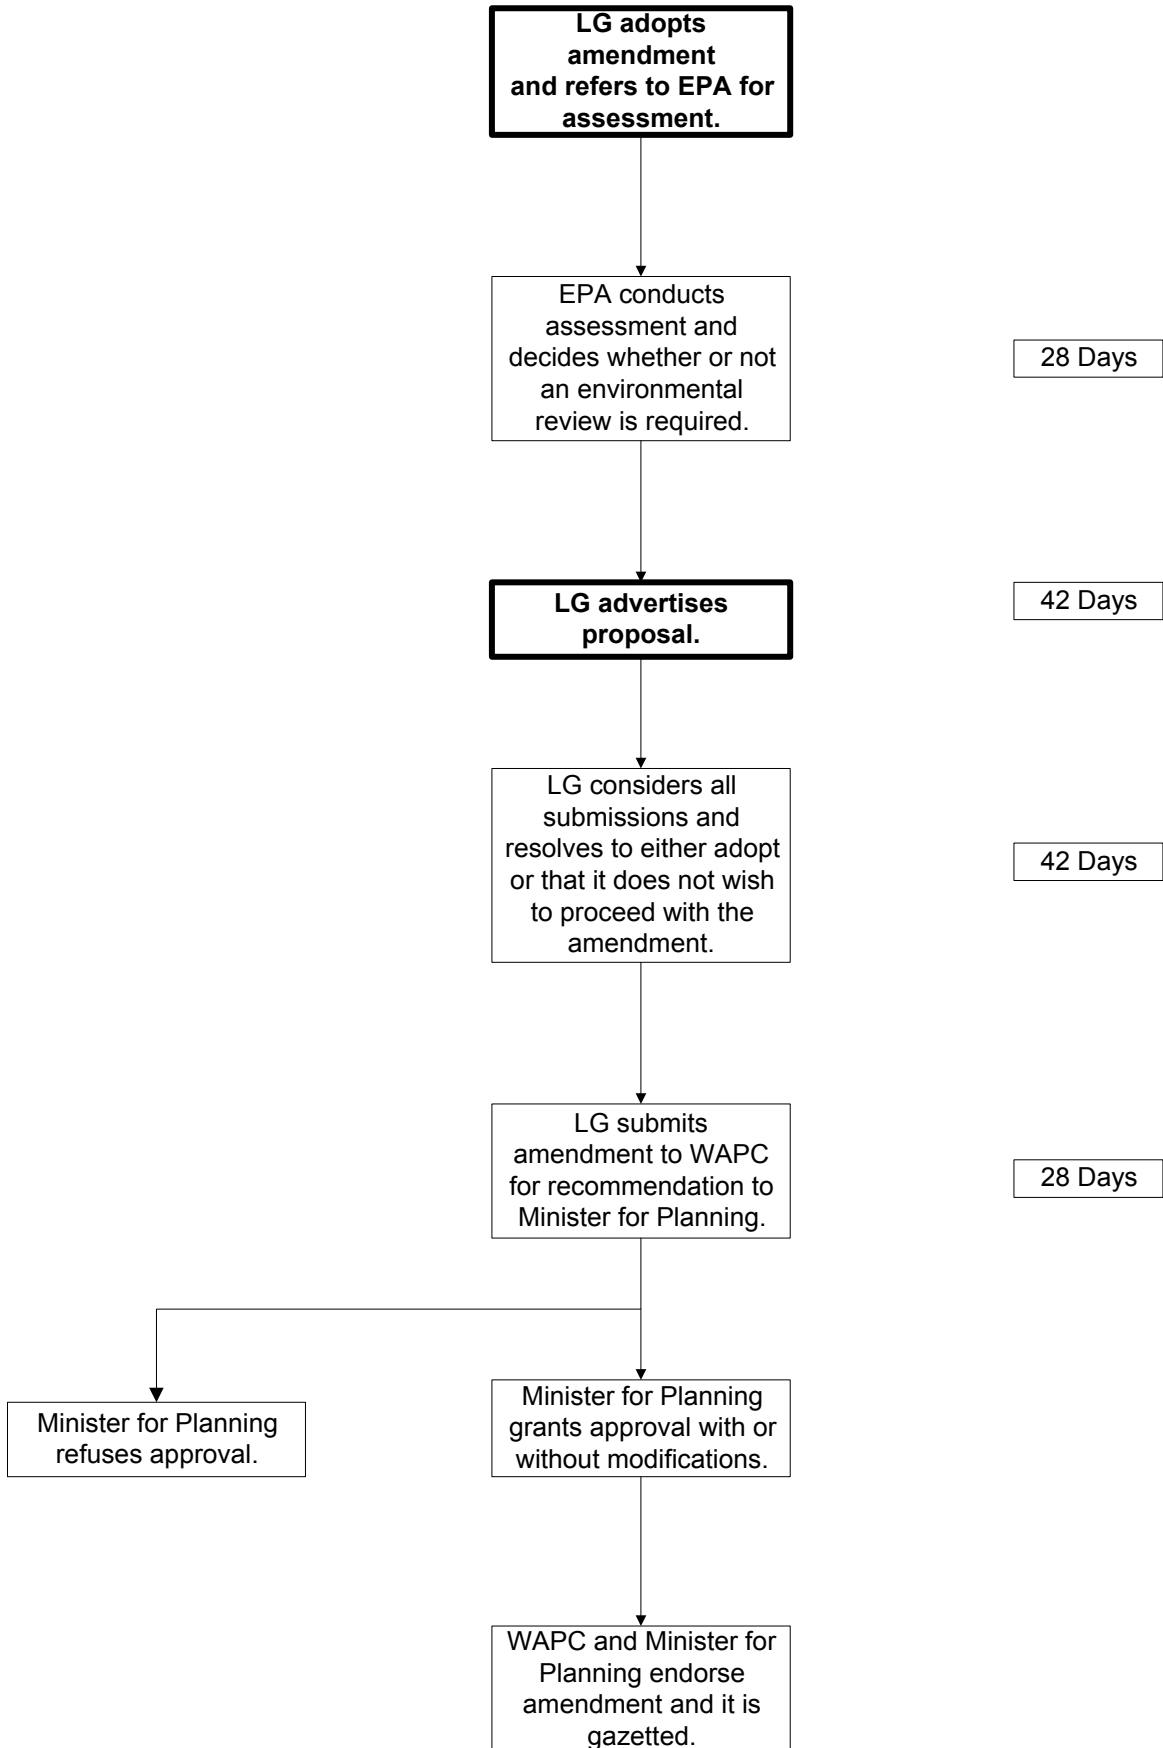 LG adopts
amendment
and refers to EPA for
assessment.
EPA conducts
assessment and
decides whether or not
an environmental
review is required.
28 Days
LG advertises
proposal.
42 Days
LG considers all
submissions and
resolves to either adopt
or that it does not wish
to proceed with the
amendment.
42 Days
LG submits
amendment to WAPC
for recommendation to
Minister for Planning.
28 Days
Minister for Planning
refuses approval.
Minister for Planning
grants approval with or
without modifications.
WAPC and Minister for
Planning endorse
amendment and it is
gazetted.